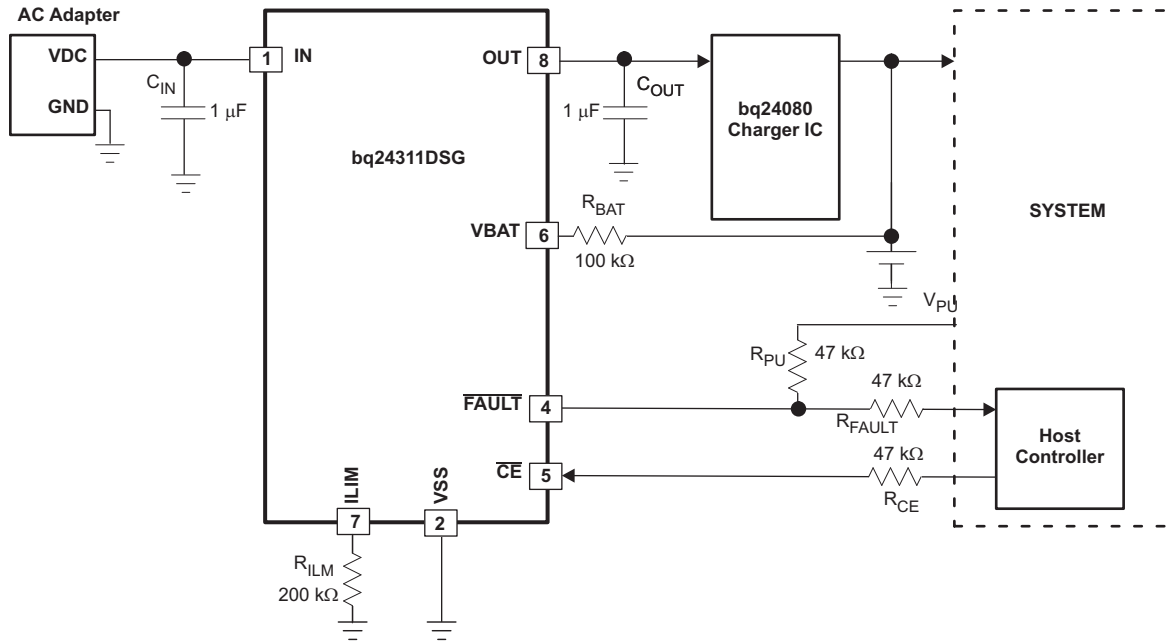 AC Adapter
VDC
GND
C_IN
1 μF
1
IN
OUT
8
C_OUT
1 μF
bq24080
Charger IC
bq24311DSG
SYSTEM
VBAT
6
R_BAT
100 kΩ
V_PU
R_PU
47 kΩ
FAULT
4
47 kΩ
R_FAULT
Host
Controller
CE
5
47 kΩ
R_CE
ILIM
VSS
7
2
R_ILM
200 kΩ